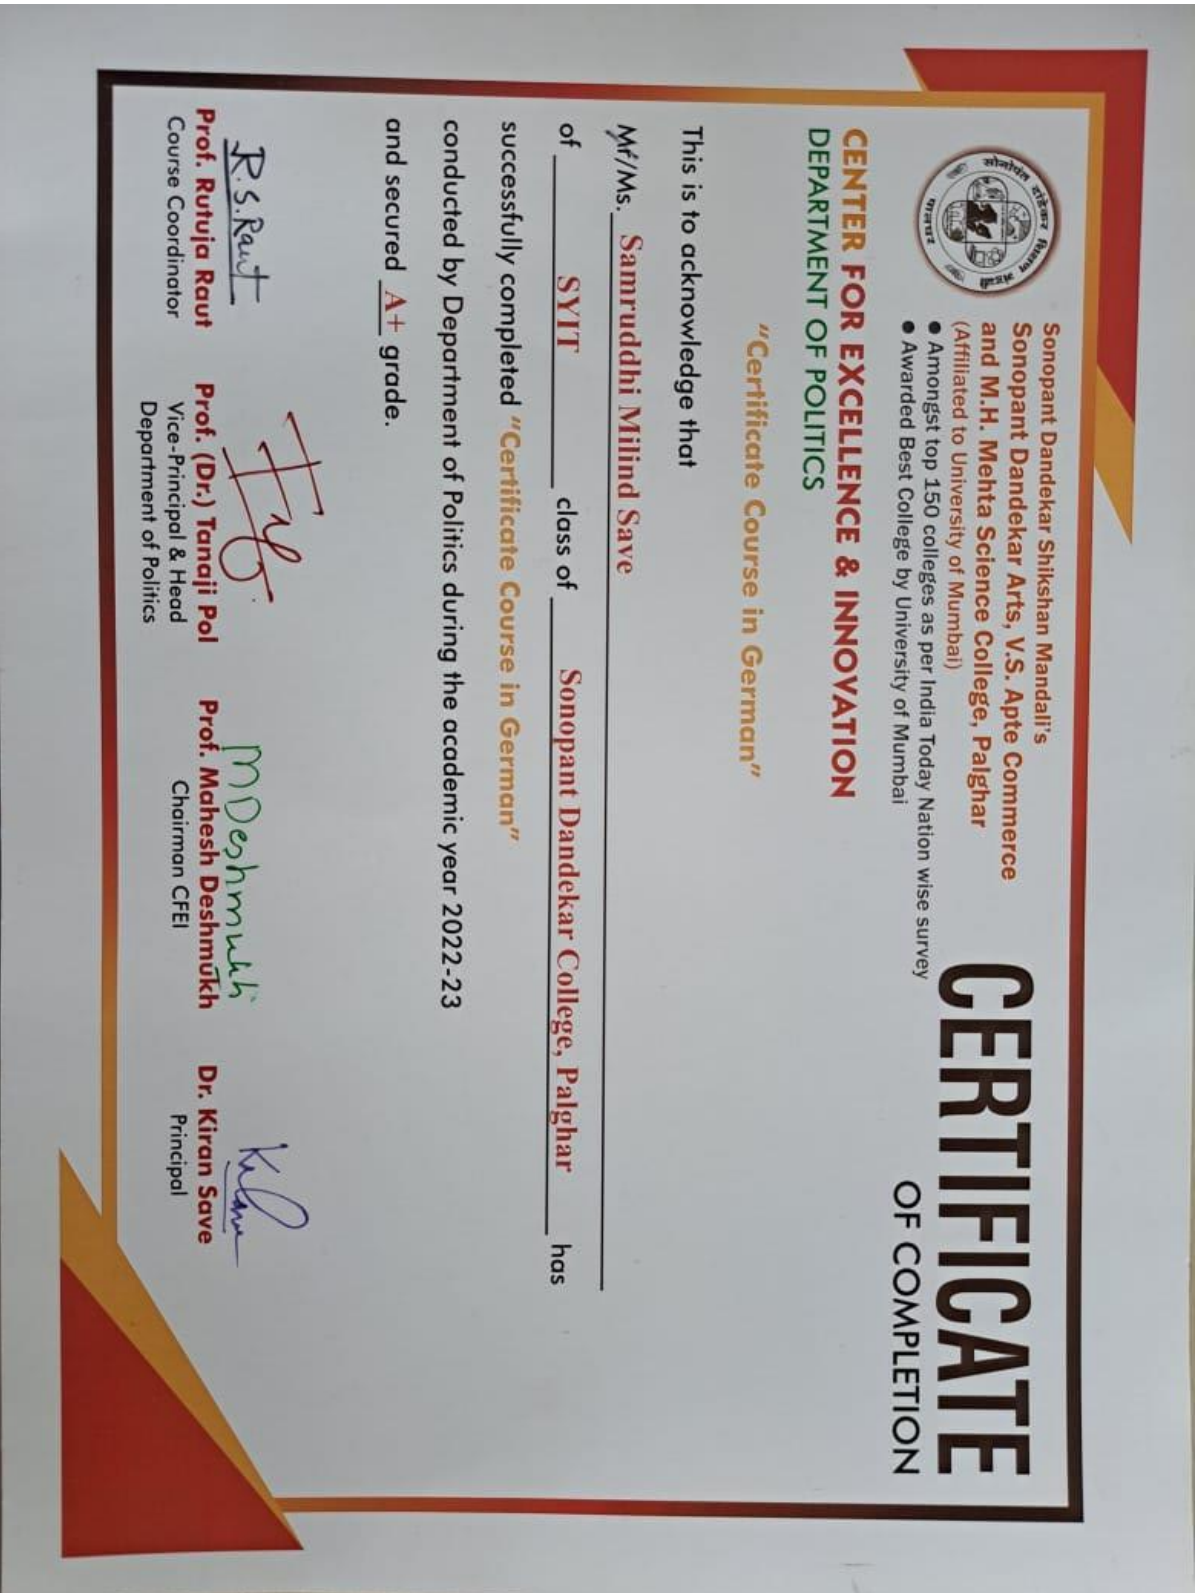 सोनोपंत दांडेकर शिक्षण मंडळी
पालघर
Sonopant Dandekar Shikshan Mandali's
Sonopant Dandekar Arts, V.S. Apte Commerce
and M.H. Mehta Science College, Palghar
(Affiliated to University of Mumbai)
● Amongst top 150 colleges as per India Today Nation wise survey
● Awarded Best College by University of Mumbai
CERTIFICATE
OF COMPLETION
CENTER FOR EXCELLENCE & INNOVATION
DEPARTMENT OF POLITICS
"Certificate Course in German"
This is to acknowledge that
Mr/Ms. Samruddhi Milind Save
of SYIT class of Sonopant Dandekar College, Palghar has
successfully completed "Certificate Course in German"
conducted by Department of Politics during the academic year 2022-23
and secured A+ grade.
R.S.Raut
MDeshmukh
Prof. Rutuja Raut Prof. (Dr.) Tanaji Pol Prof. Mahesh Deshmukh Dr. Kiran Save
Course Coordinator Vice-Principal & Head Chairman CFEI Principal
Department of Politics